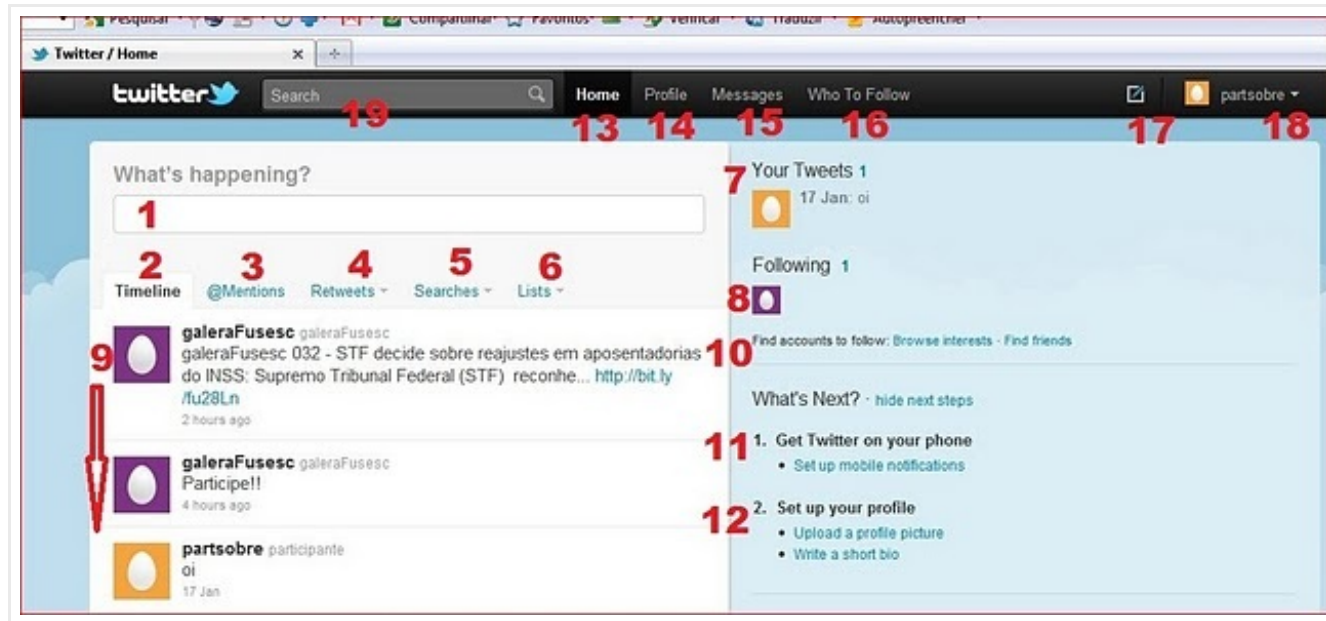 Pesquisar
Compartilhar Favoritos Verificar Traduzir Autopreencher
Twitter / Home
twitter Search Home Profile Messages Who To Follow partsobre
19 13 14 15 16 17 18
What's happening?
1
2 3 4 5 6
Timeline @Mentions Retweets Searches Lists
9
galeraFusesc galeraFusesc
galeraFusesc 032 - STF decide sobre reajustes em aposentadorias
do INSS: Supremo Tribunal Federal (STF) reconhe... http://bit.ly
/fu28Ln
2 hours ago
galeraFusesc galeraFusesc
Participe!!
4 hours ago
partsobre participante
oi
17 Jan
7 Your Tweets 1
17 Jan: oi
Following 1
8
10 Find accounts to follow: Browse interests · Find friends
What's Next? · hide next steps
11 1. Get Twitter on your phone
• Set up mobile notifications
12 2. Set up your profile
• Upload a profile picture
• Write a short bio